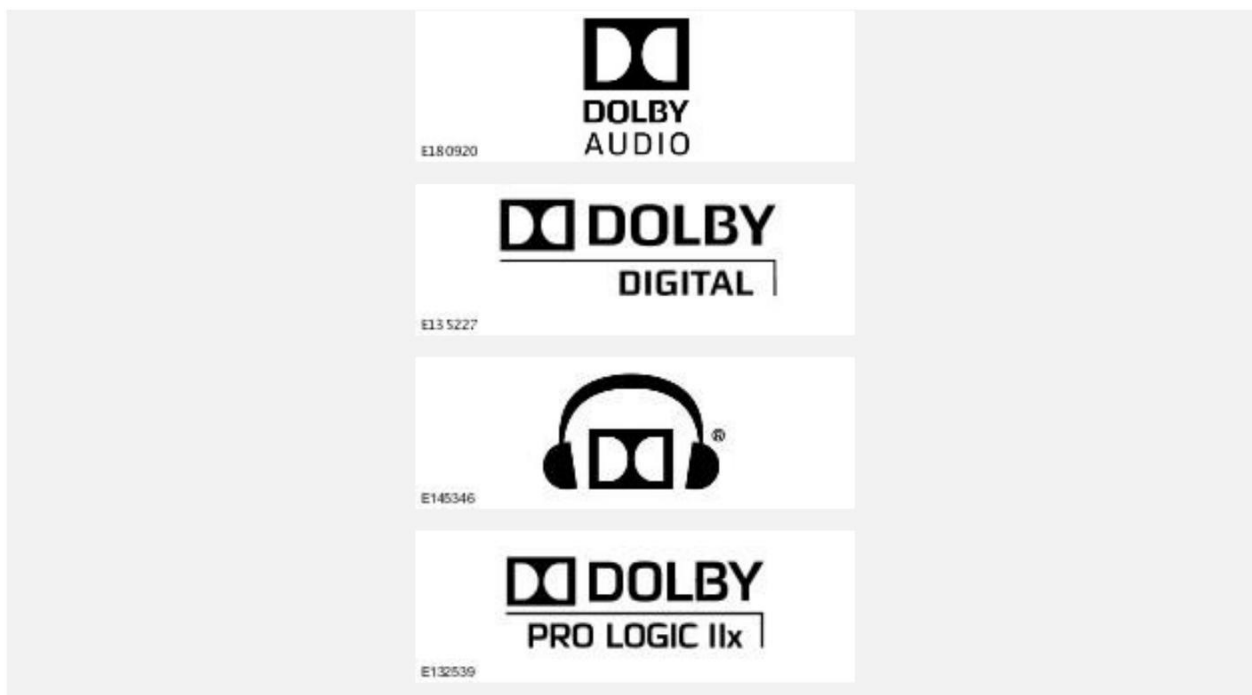 DOLBY
AUDIO
E180920
DOLBY
DIGITAL
E135227
®
E145346
DOLBY
PRO LOGIC IIx
E132539